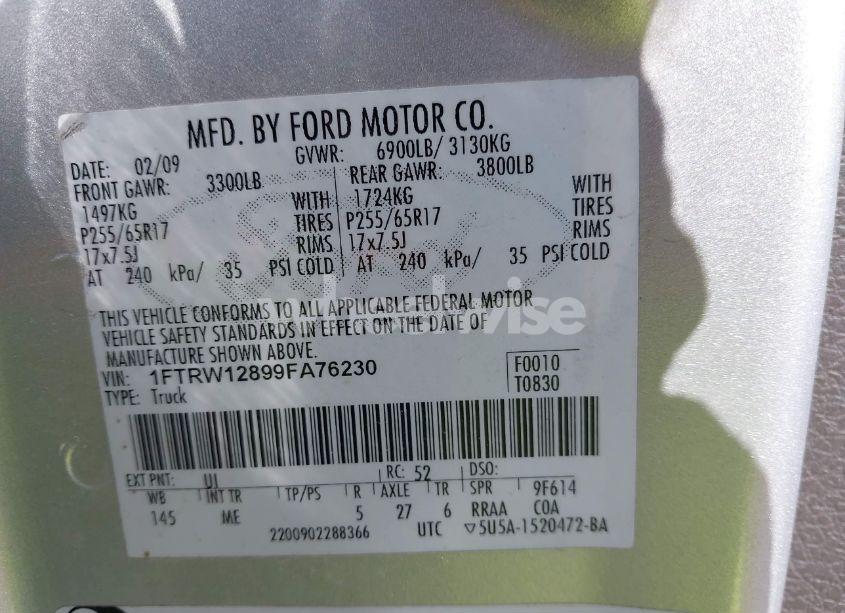 MFD. BY FORD MOTOR CO.
DATE: 02/09 GVWR: 6900LB/ 3130KG
FRONT GAWR: 3300LB REAR GAWR: 3800LB
1497KG WITH 1724KG WITH
P255/65R17 TIRES P255/65R17 TIRES
17x7.5J RIMS 17x7.5J RIMS
AT 240 kPa/ 35 PSI COLD AT 240 kPa/ 35 PSI COLD
THIS VEHICLE CONFORMS TO ALL APPLICABLE FEDERAL MOTOR
VEHICLE SAFETY STANDARDS IN EFFECT ON THE DATE OF
MANUFACTURE SHOWN ABOVE.
VIN: 1FTRW12899FA76230 F0010
TYPE: Truck T0830
EXT PNT: UI RC: 52 DSO:
WB INT TR TP/PS R AXLE TR SPR 9F614
145 ME 5 27 6 RRAA COA
2200902288366 UTC ▽5U5A-1520472-BA